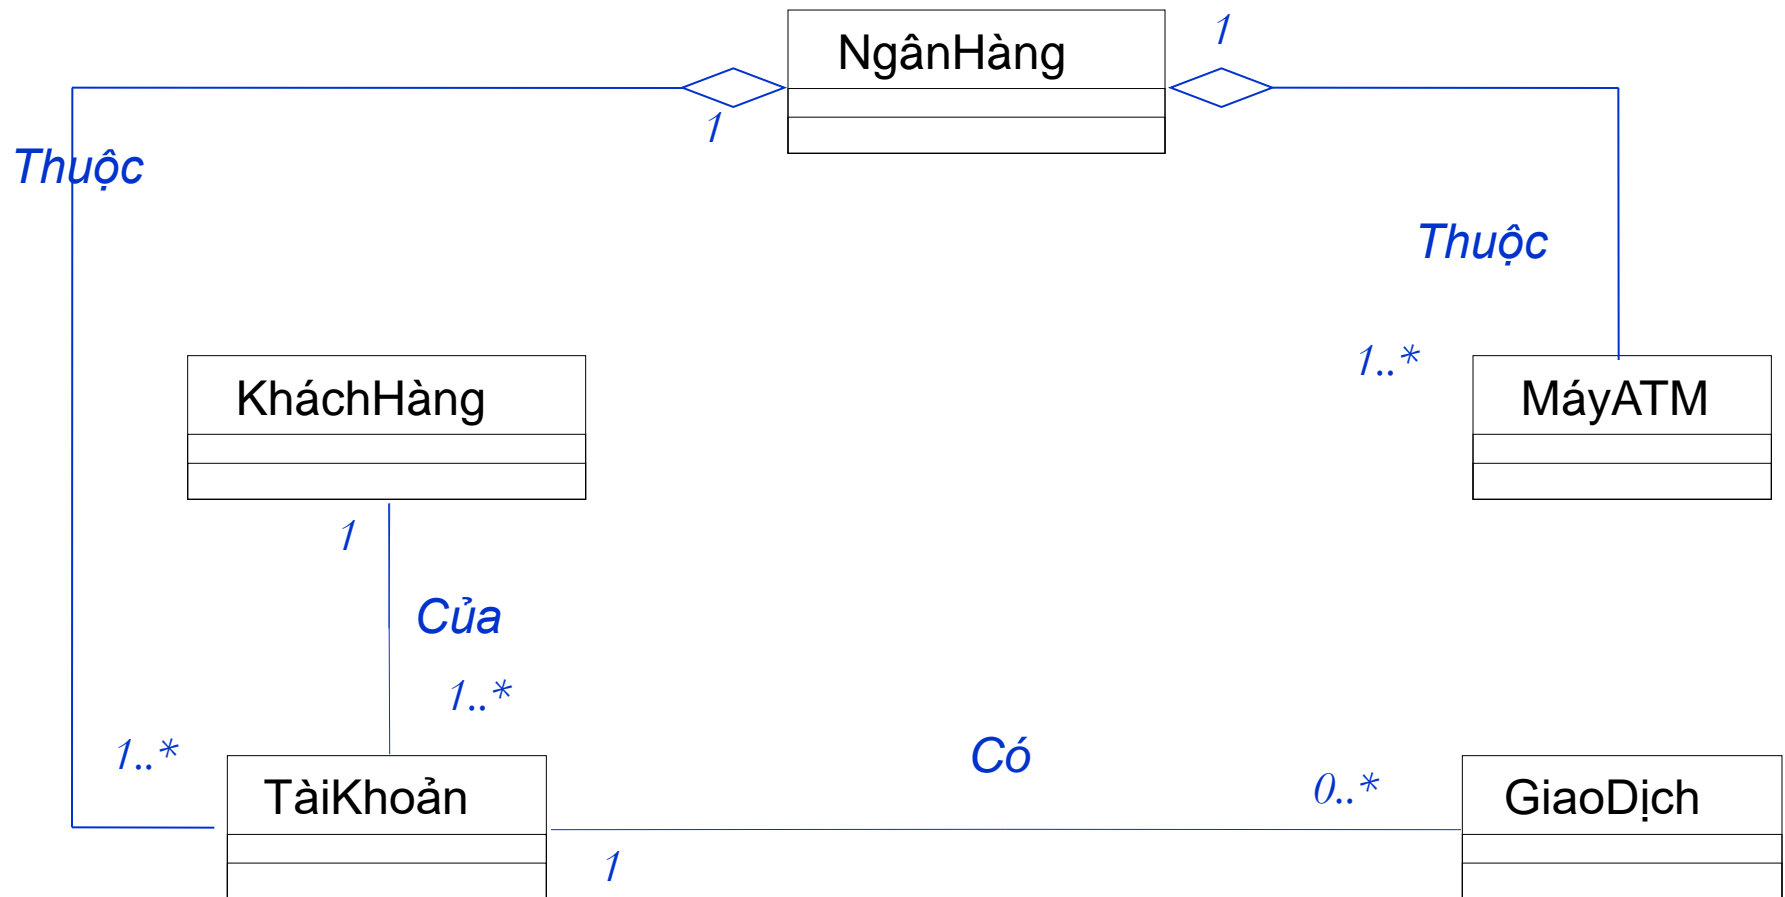 1
NgânHàng
1
Thuộc
Thuộc
1..*
KháchHàng
MáyATM
1
Của
1..*
1..*
Có
0..*
TàiKhoản
GiaoDịch
1